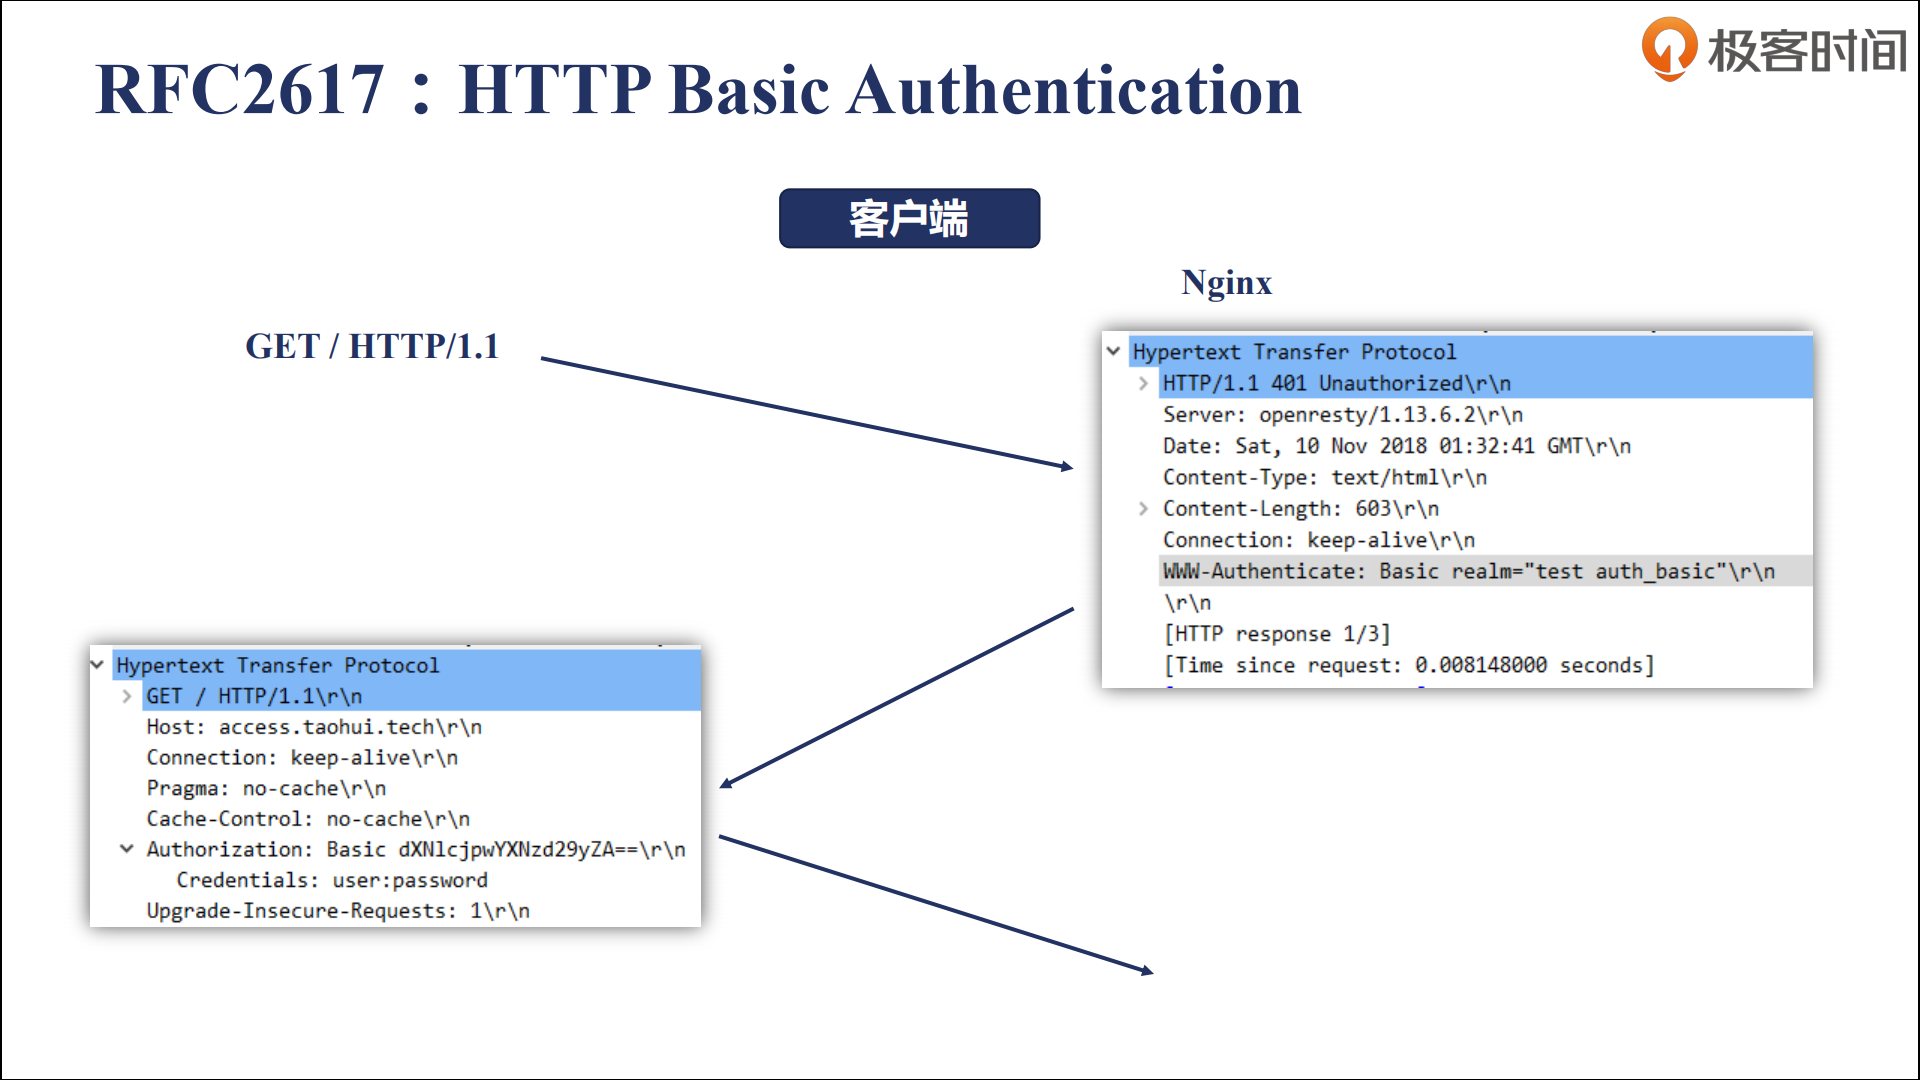 极客时间
RFC2617：HTTP Basic Authentication
客户端
Nginx
GET / HTTP/1.1
Hypertext Transfer Protocol
HTTP/1.1 401 Unauthorized\r\n
Server: openresty/1.13.6.2\r\n
Date: Sat, 10 Nov 2018 01:32:41 GMT\r\n
Content-Type: text/html\r\n
Content-Length: 603\r\n
Connection: keep-alive\r\n
WWW-Authenticate: Basic realm="test auth_basic"\r\n
\r\n
[HTTP response 1/3]
[Time since request: 0.008148000 seconds]
Hypertext Transfer Protocol
GET / HTTP/1.1\r\n
Host: access.taohui.tech\r\n
Connection: keep-alive\r\n
Pragma: no-cache\r\n
Cache-Control: no-cache\r\n
Authorization: Basic dXNlcjpwYXNzd29yZA==\r\n
Credentials: user:password
Upgrade-Insecure-Requests: 1\r\n